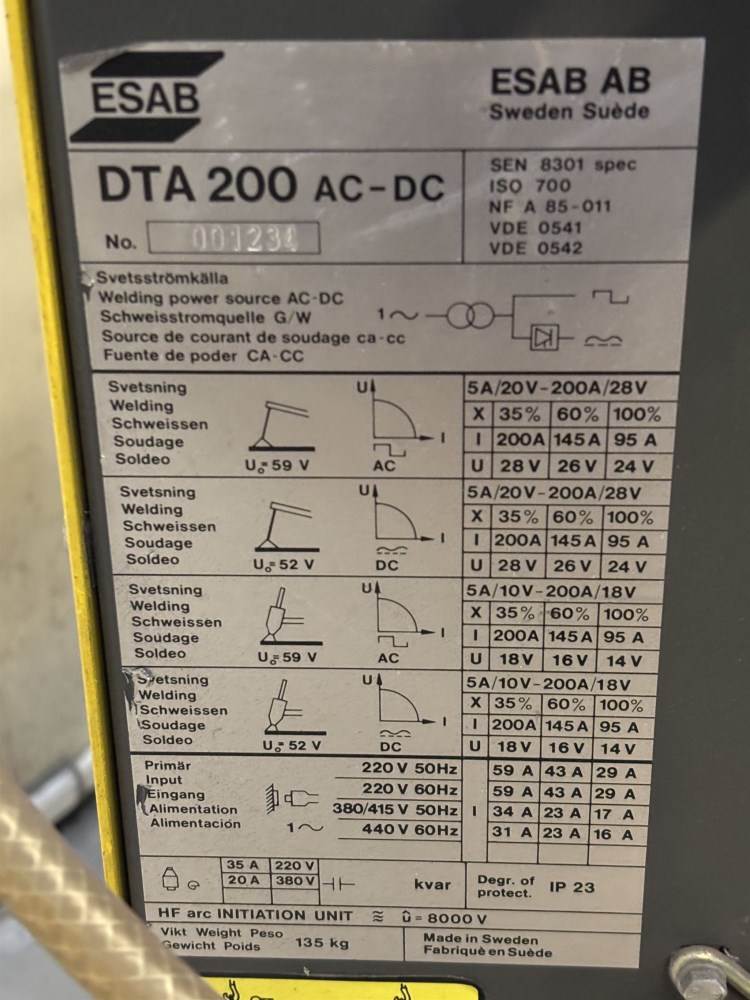 ESAB
ESAB AB
Sweden Suède
DTA 200 AC-DC
No. 001234
SEN 8301 spec
ISO 700
NF A 85-011
VDE 0541
VDE 0542
Svetsströmkälla
Welding power source AC-DC
Schweisstromquelle G/W
Source de courant de soudage ca-cc
Fuente de poder CA-CC
1~
Svetsning
Welding
Schweissen
Soudage
Soldeo
U₀=59 V
U
I
AC
5A/20V-200A/28V
X 35% 60% 100%
I 200A 145A 95 A
U 28 V 26 V 24 V
Svetsning
Welding
Schweissen
Soudage
Soldeo
U₀=52 V
U
I
DC
5A/20V-200A/28V
X 35% 60% 100%
I 200A 145A 95 A
U 28 V 26 V 24 V
Svetsning
Welding
Schweissen
Soudage
Soldeo
U₀=59 V
U
I
AC
5A/10V-200A/18V
X 35% 60% 100%
I 200A 145A 95 A
U 18V 16V 14V
Svetsning
Welding
Schweissen
Soudage
Soldeo
U₀=52 V
U
I
DC
5A/10V-200A/18V
X 35% 60% 100%
I 200A 145A 95 A
U 18V 16V 14V
Primär
Input
Eingang
Alimentation
Alimentación
1~
220 V 50Hz
220 V 60Hz
380/415 V 50Hz
440 V 60Hz
I
59 A 43 A 29 A
59 A 43 A 29 A
34 A 23 A 17 A
31 A 23 A 16 A
35 A 220 V
20 A 380 V
kvar
Degr. of
protect.
IP 23
HF arc INITIATION UNIT ≈ û = 8000 V
Vikt Weight Peso
Gewicht Poids
135 kg
Made in Sweden
Fabriquè en Suède